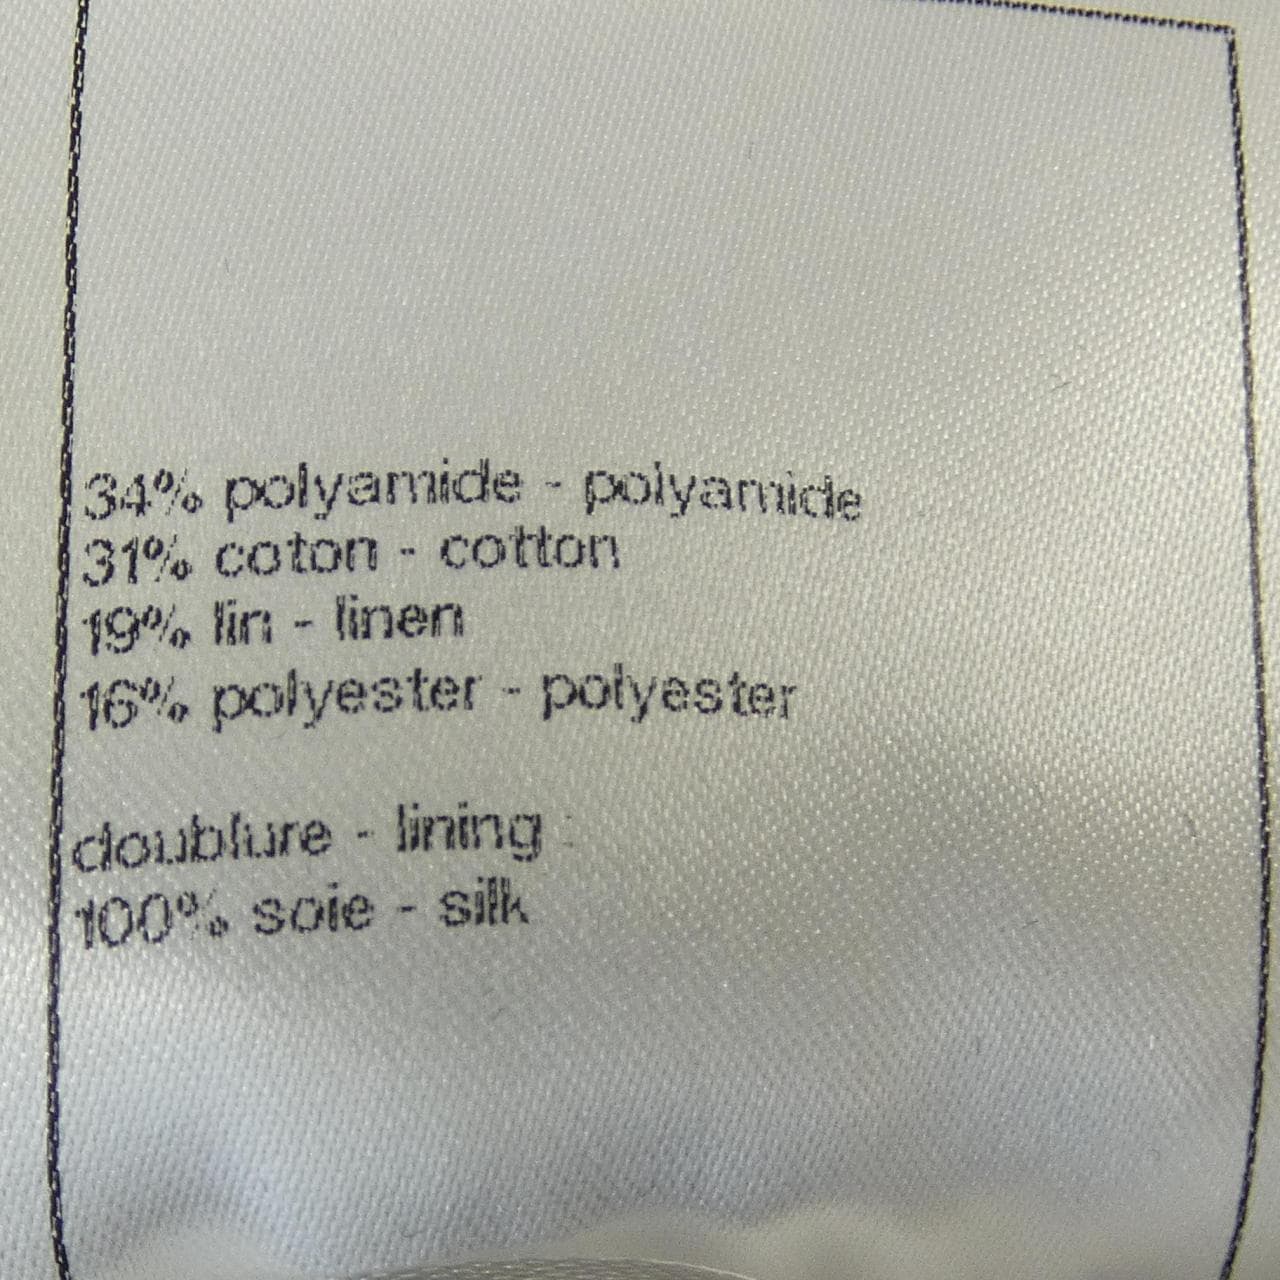 34% polyamide - polyamide
31% coton - cotton
19% lin - linen
16% polyester - polyester
doublure - lining :
100% soie - silk